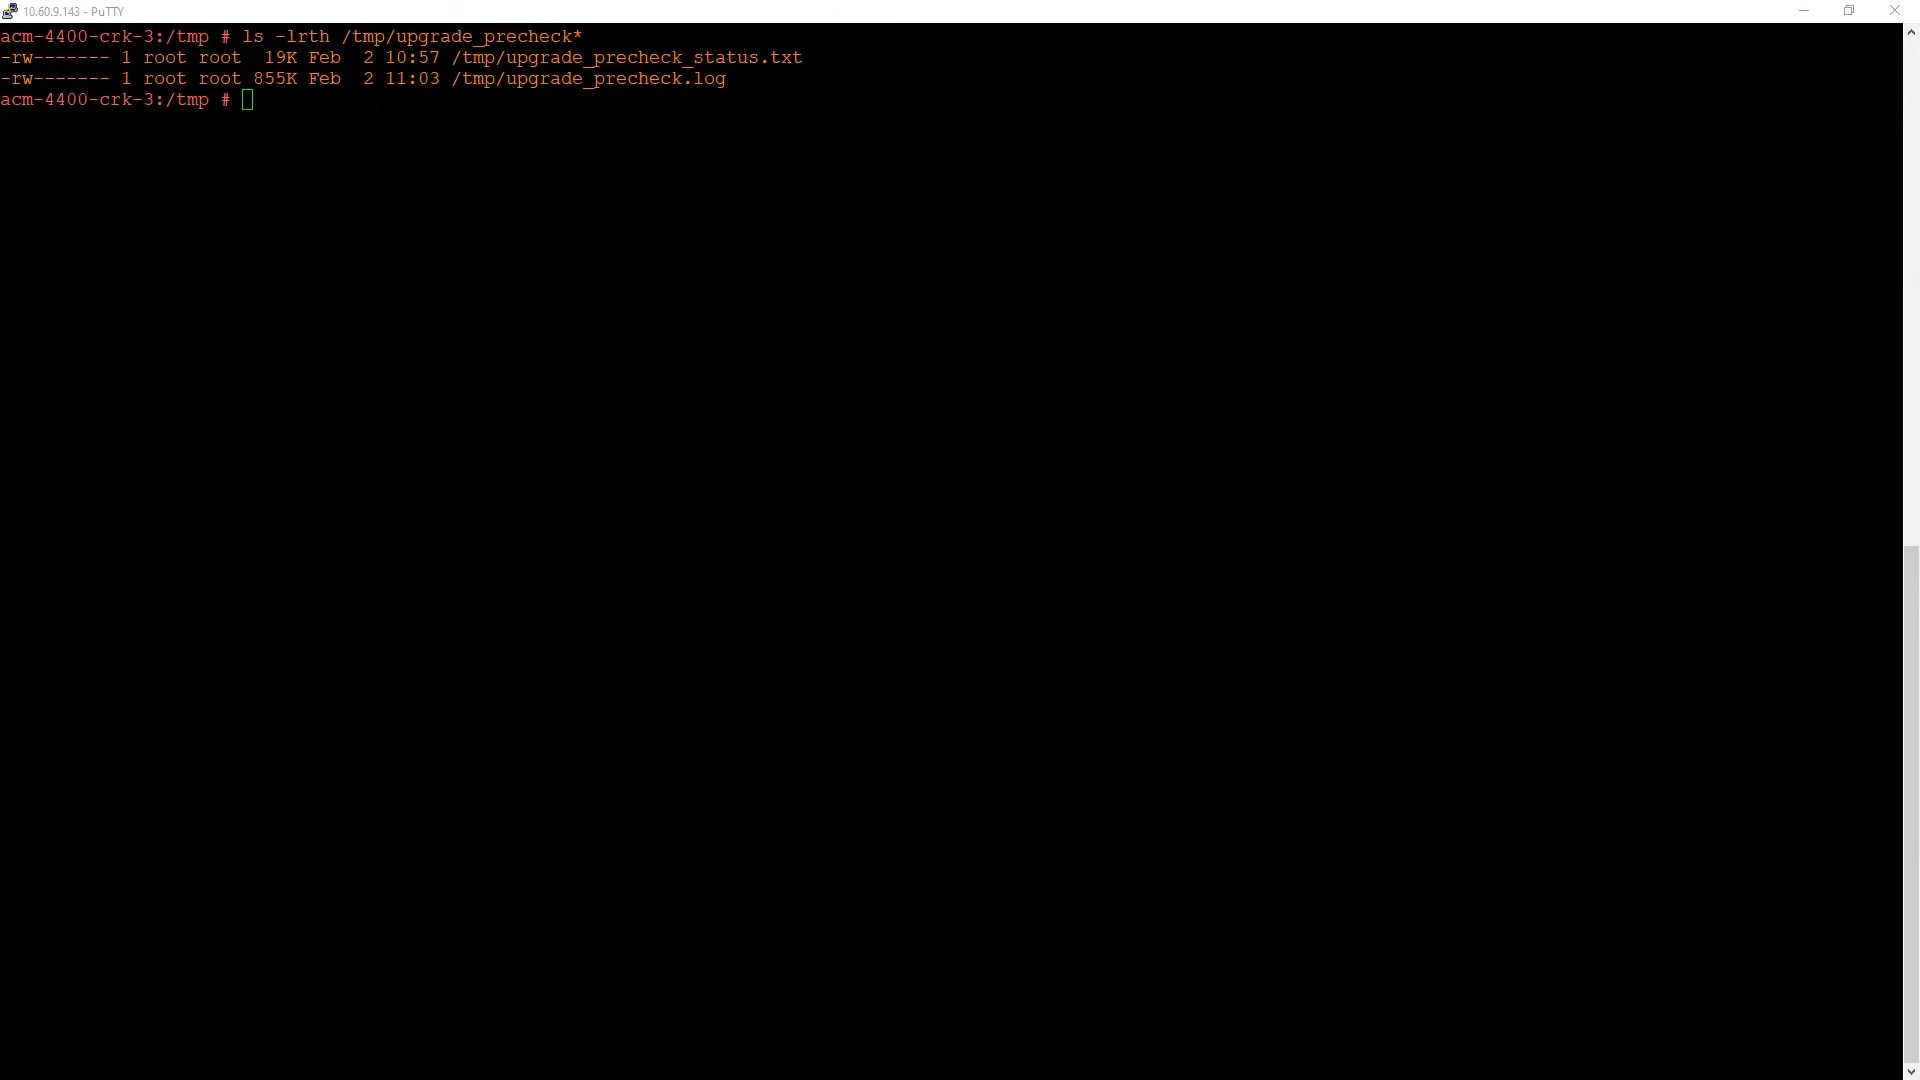 10.60.9.143 - PuTTY
acm-4400-crk-3:/tmp # ls -lrth /tmp/upgrade_precheck*
-rw------- 1 root root  19K Feb  2 10:57 /tmp/upgrade_precheck_status.txt
-rw------- 1 root root 855K Feb  2 11:03 /tmp/upgrade_precheck.log
acm-4400-crk-3:/tmp #